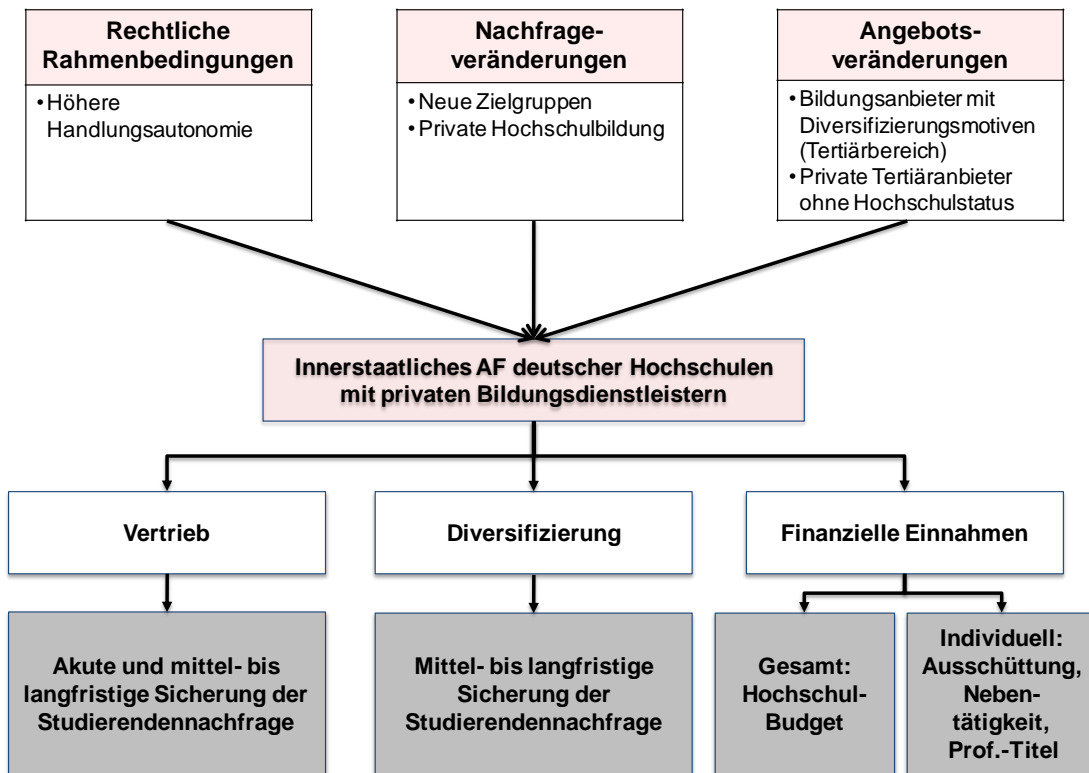 Rechtliche
Rahmenbedingungen
• Höhere
Handlungsautonomie
Nachfrage-
veränderungen
• Neue Zielgruppen
• Private Hochschulbildung
Angebots-
veränderungen
• Bildungsanbieter mit
Diversifizierungsmotiven
(Tertiärbereich)
• Private Tertiäranbieter
ohne Hochschulstatus
Innerstaatliches AF deutscher Hochschulen
mit privaten Bildungsdienstleistern
Vertrieb
Diversifizierung
Finanzielle Einnahmen
Akute und mittel- bis
langfristige Sicherung der
Studierendennachfrage
Mittel- bis langfristige
Sicherung der
Studierendennachfrage
Gesamt:
Hochschul-
Budget
Individuell:
Ausschüttung,
Neben-
tätigkeit,
Prof.-Titel